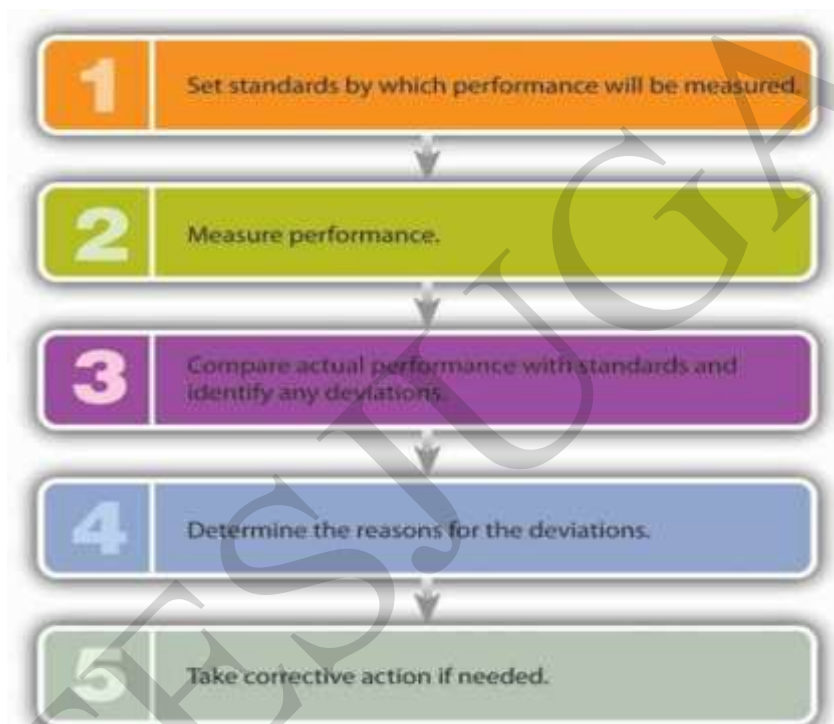 1
Set standards by which performance will be measured.
2
Measure performance.
3
Compare actual performance with standards and
identify any deviations.
4
Determine the reasons for the deviations.
5
Take corrective action if needed.
ESJUGA